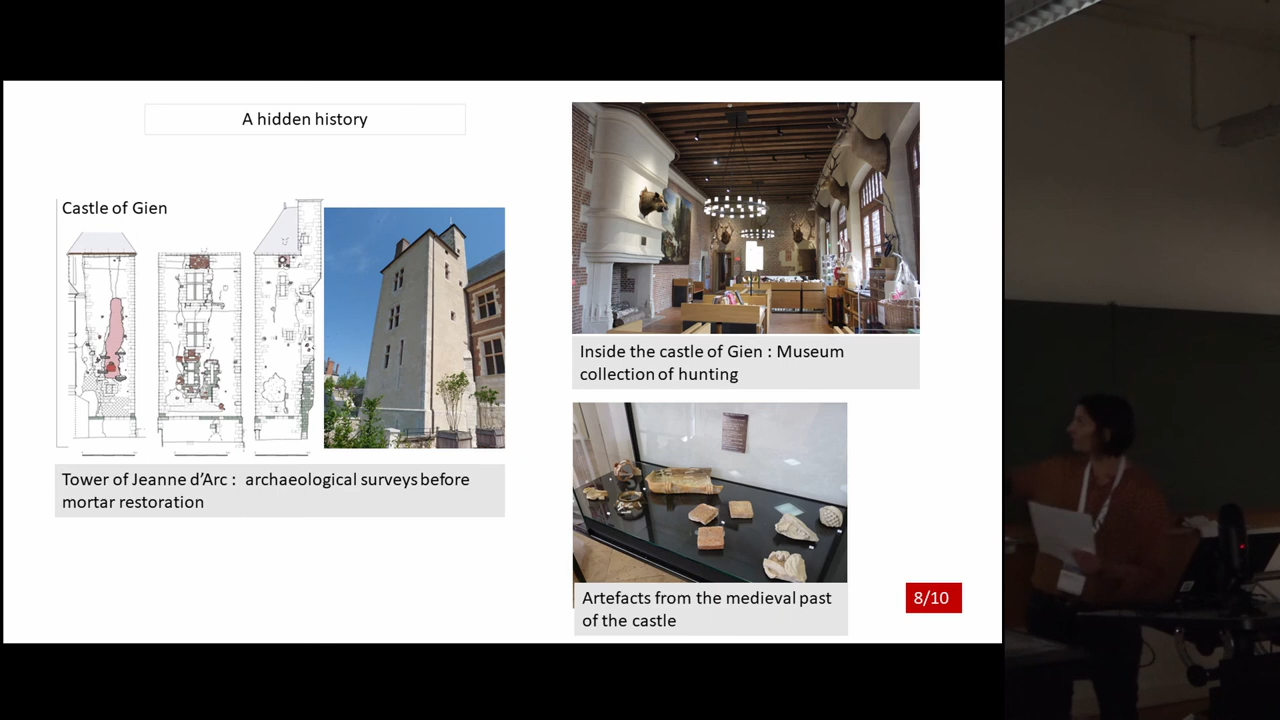 A hidden history
Castle of Gien
Tower of Jeanne d’Arc : archaeological surveys before
mortar restoration
Inside the castle of Gien : Museum
collection of hunting
Artefacts from the medieval past
of the castle
8/10